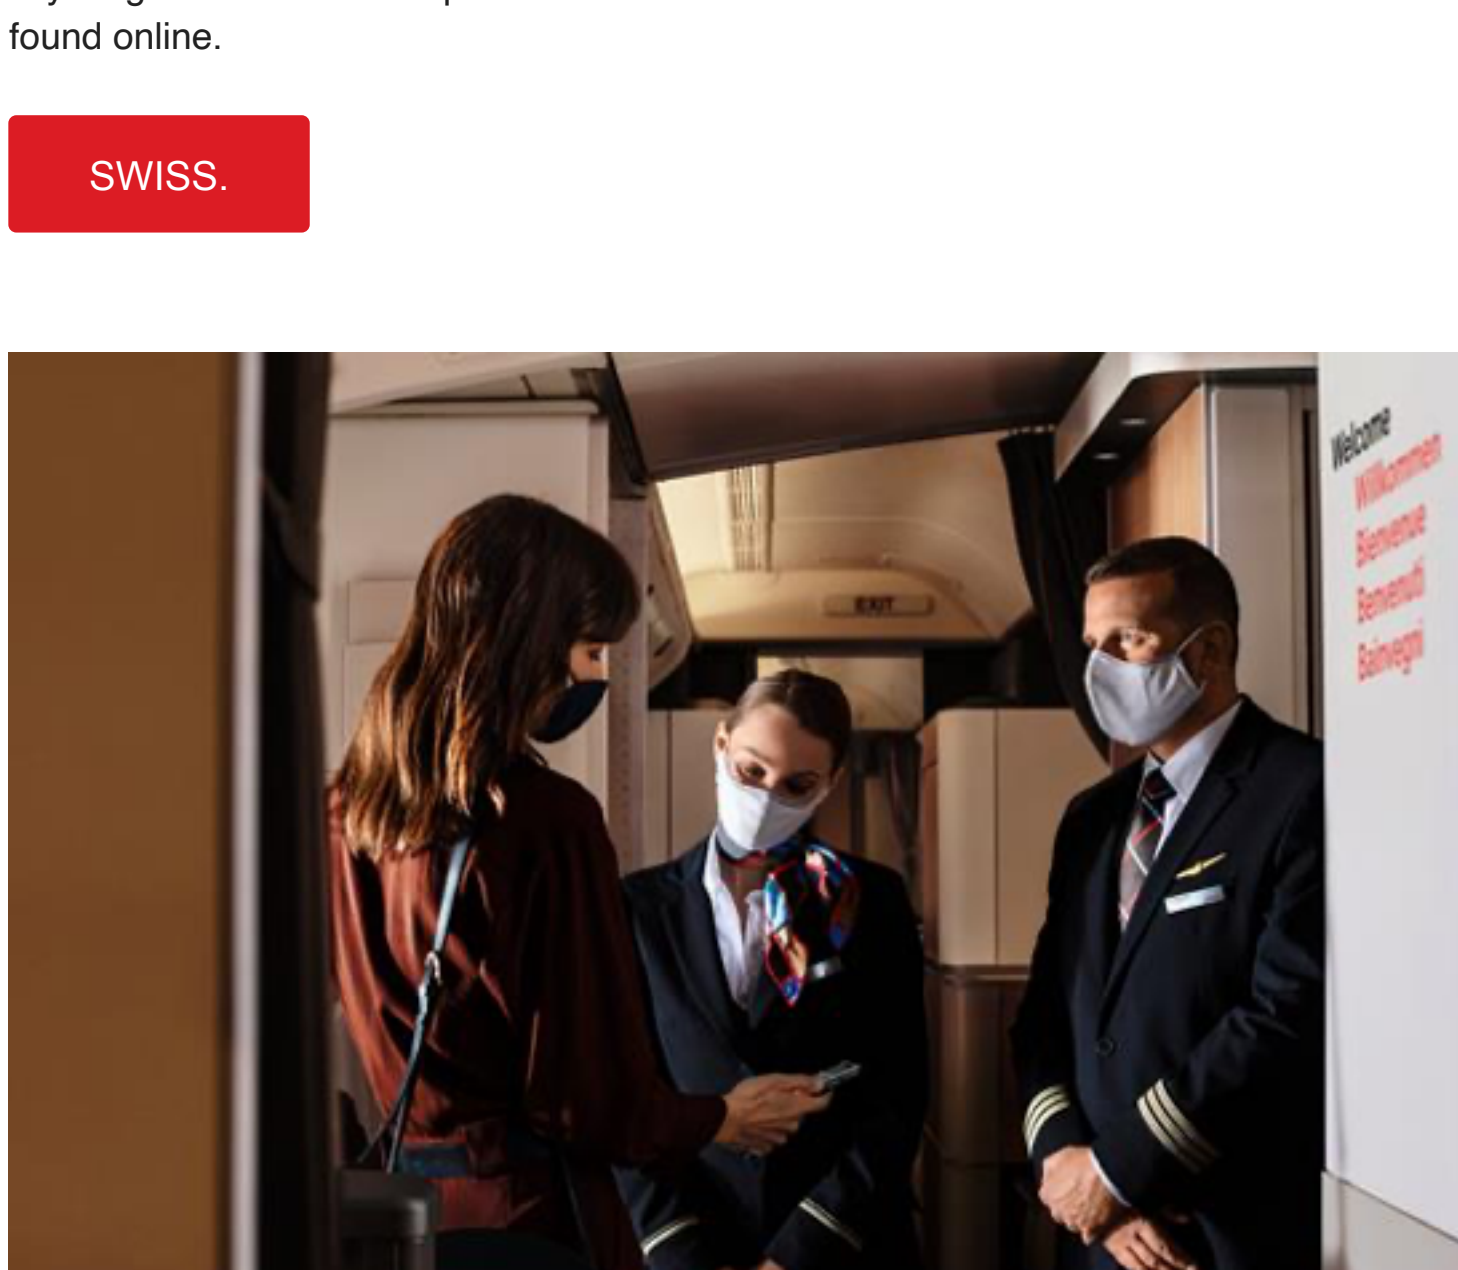 found online.
SWISS.
EXIT
Welcome
Willkommen
Bienvenue
Benvenuti
Bainvegni